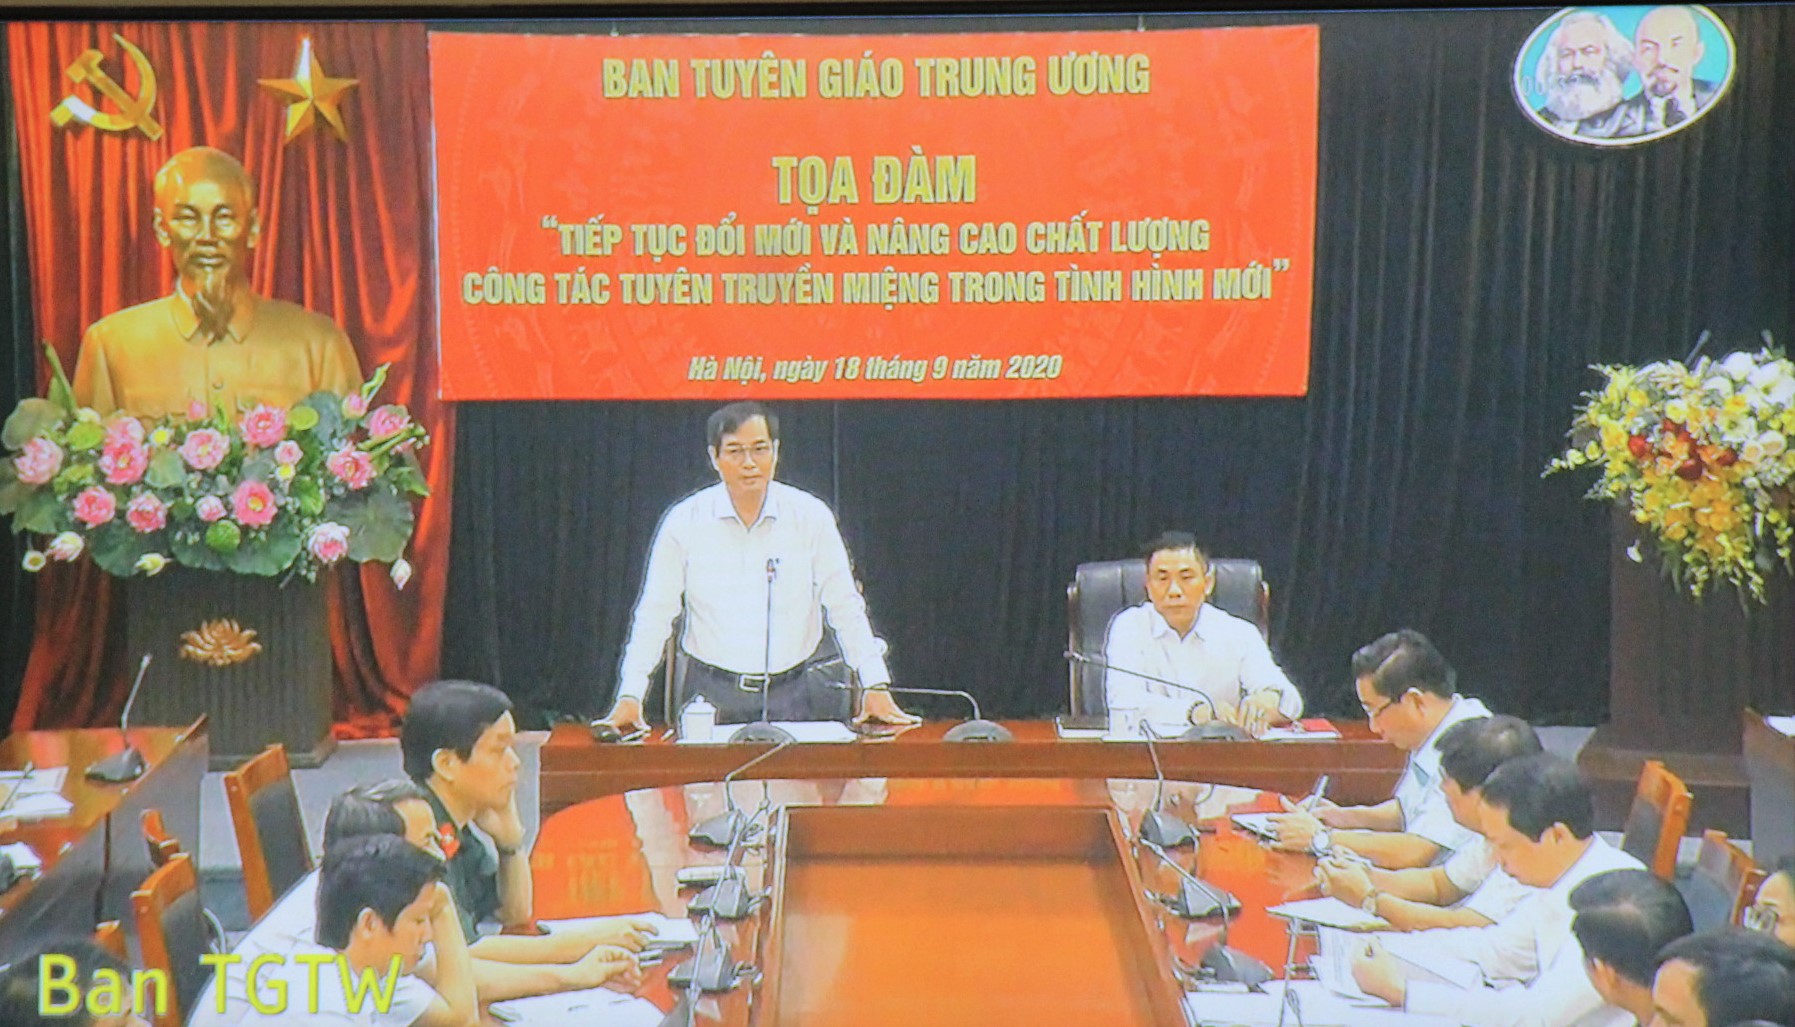 BAN TUYÊN GIÁO TRUNG ƯƠNG
TỌA ĐÀM
“TIẾP TỤC ĐỔI MỚI VÀ NÂNG CAO CHẤT LƯỢNG
CÔNG TÁC TUYÊN TRUYỀN MIỆNG TRONG TÌNH HÌNH MỚI”
Hà Nội, ngày 18 tháng 9 năm 2020
Ban TGTW